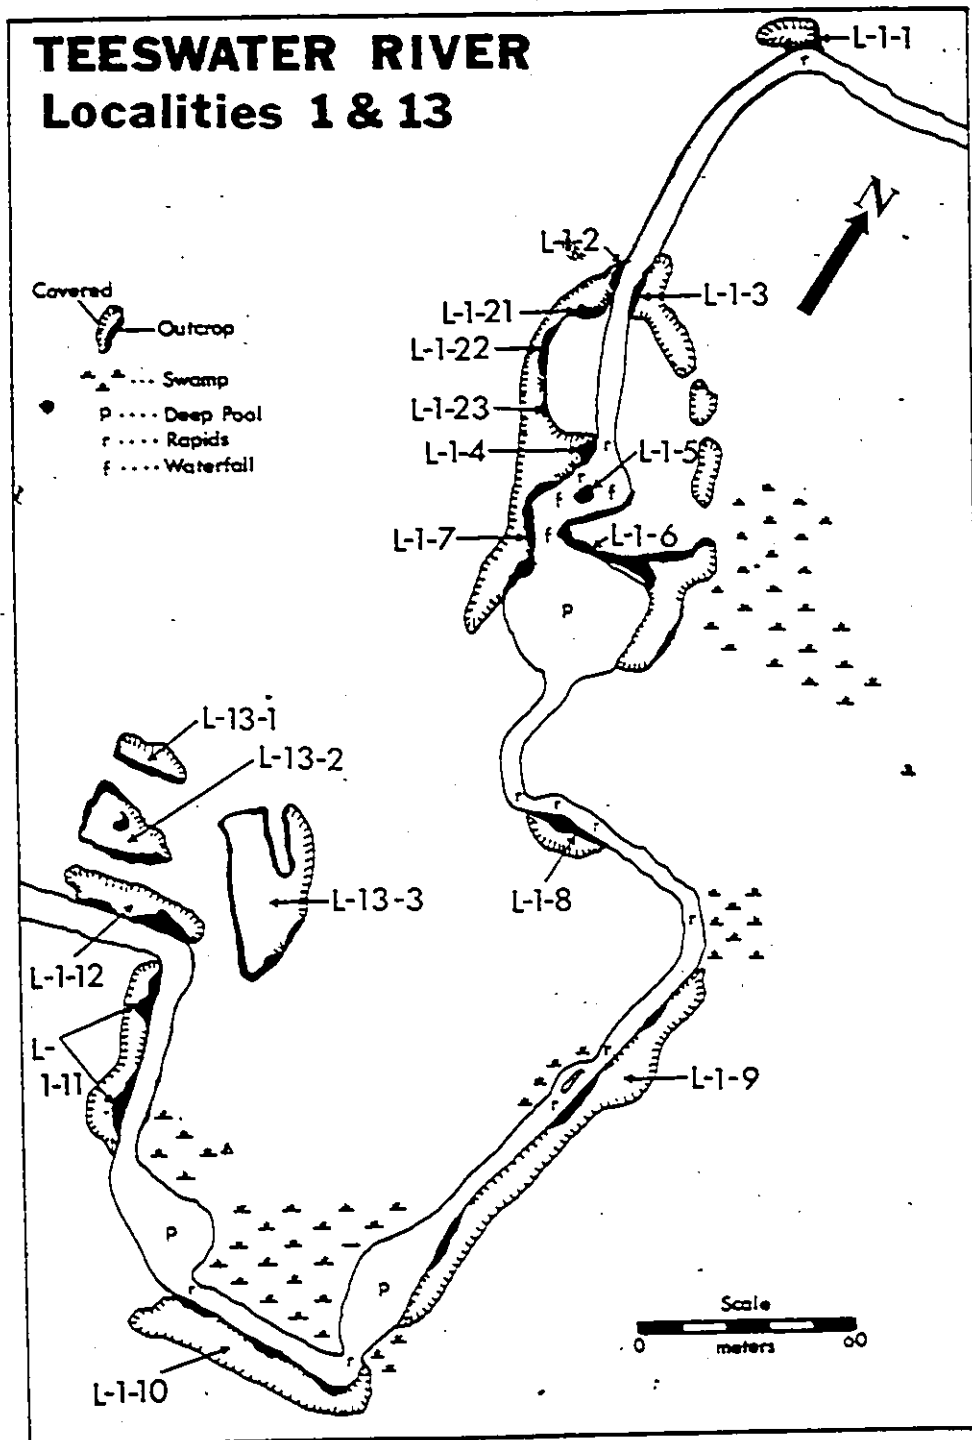 TEESWATER RIVER
Localities 1 & 13
L-1-1
N
L-1-2
L-1-3
Covered
Outcrop
Swamp
p .... Deep Pool
r .... Rapids
f .... Waterfall
L-1-21
L-1-22
L-1-23
L-1-4
L-1-5
L-1-6
L-1-7
r
r
r
f
f
f
p
L-13-1
L-13-2
L-13-3
r
r
r
L-1-8
r
L-1-12
L-
1-11
r
r
L-1-9
p
p
r
r
L-1-10
Scale
0
meters